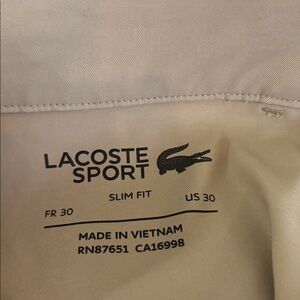 LACOSTE
SPORT
SLIM FIT
FR 30 US 30
MADE IN VIETNAM
RN87651 CA16998